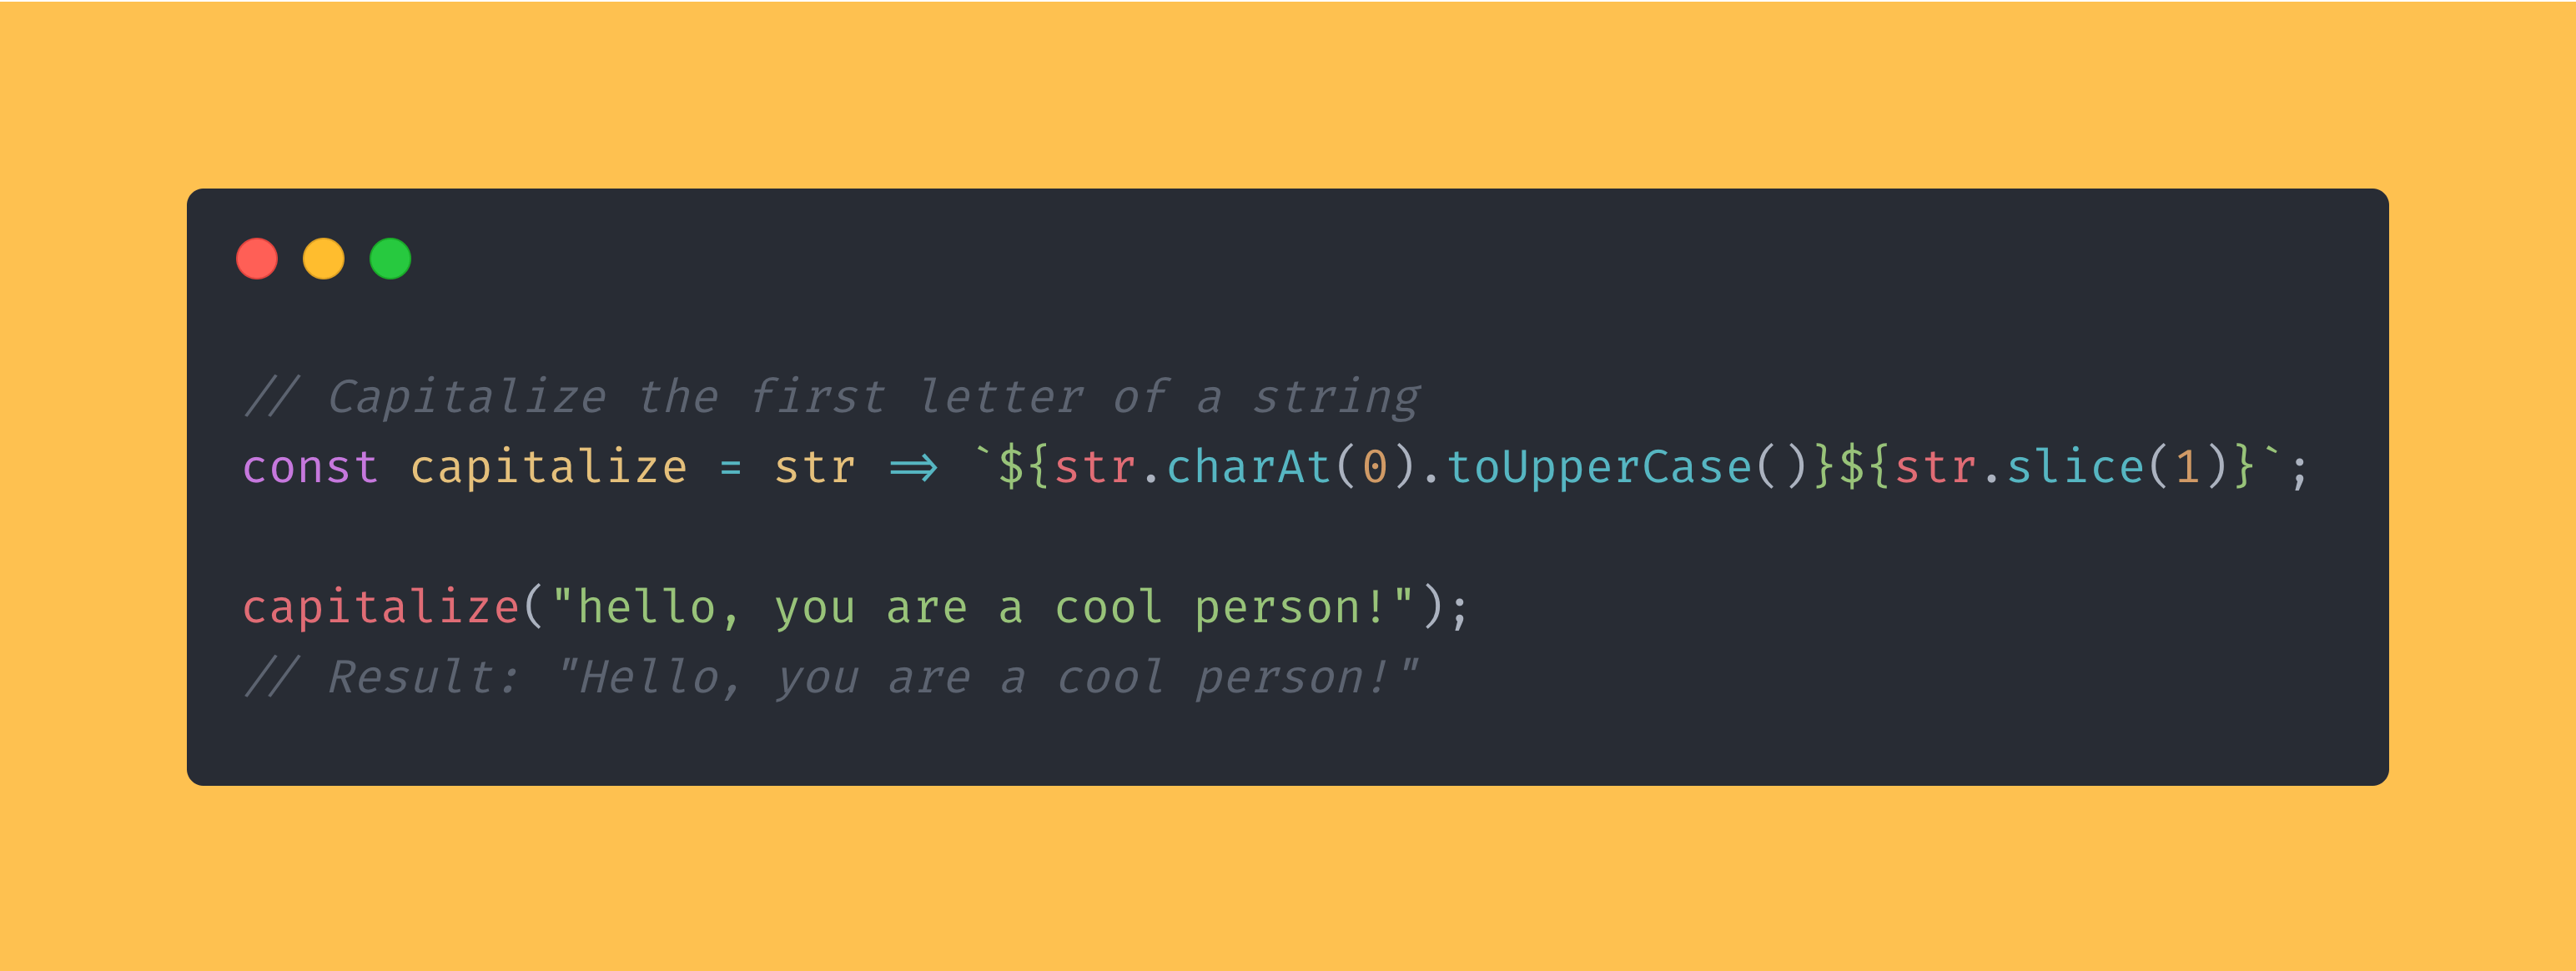 // Capitalize the first letter of a string
const capitalize = str => `${str.charAt(0).toUpperCase()}${str.slice(1)}`;
capitalize("hello, you are a cool person!");
// Result: "Hello, you are a cool person!"